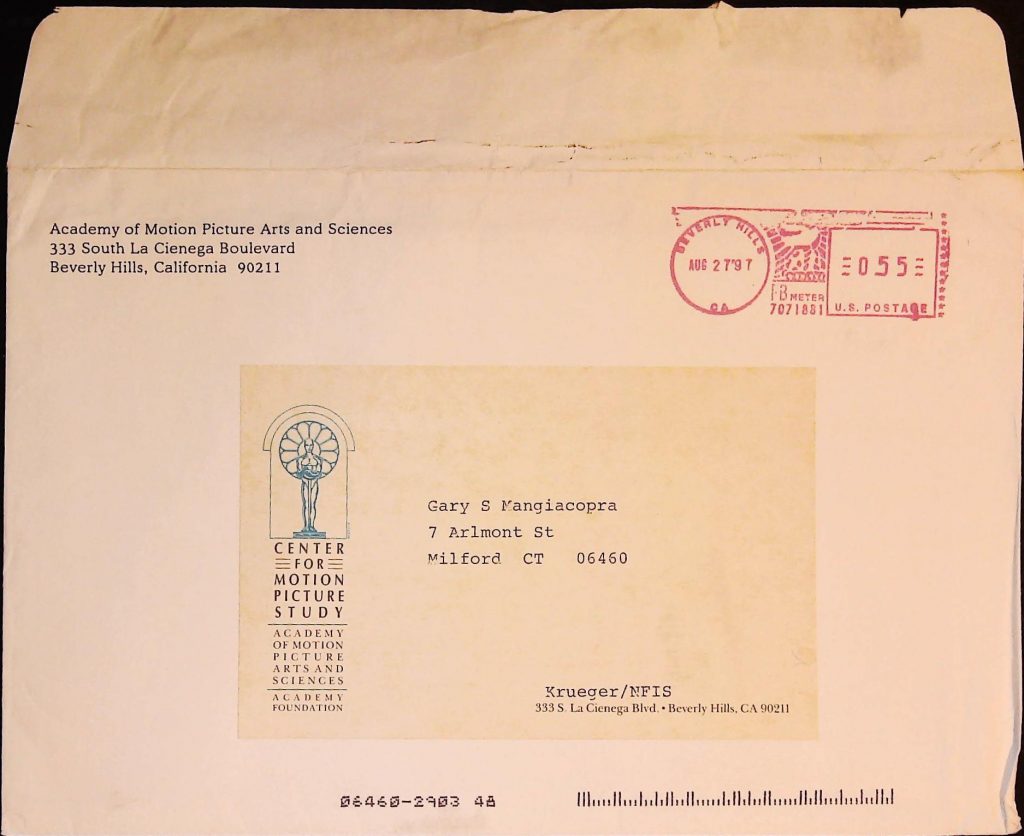 Academy of Motion Picture Arts and Sciences
333 South La Cienega Boulevard
Beverly Hills, California 90211
BEVERLY HILLS
AUG 27'97
CA
PB METER
7071881
055
U.S. POSTAGE
CENTER
FOR
MOTION
PICTURE
STUDY
ACADEMY
OF MOTION
PICTURE
ARTS AND
SCIENCES
ACADEMY
FOUNDATION
Gary S Mangiacopra
7 Arlmont St
Milford CT 06460
Krueger/NFIS
333 S. La Cienega Blvd. • Beverly Hills, CA 90211
06460-2903 48